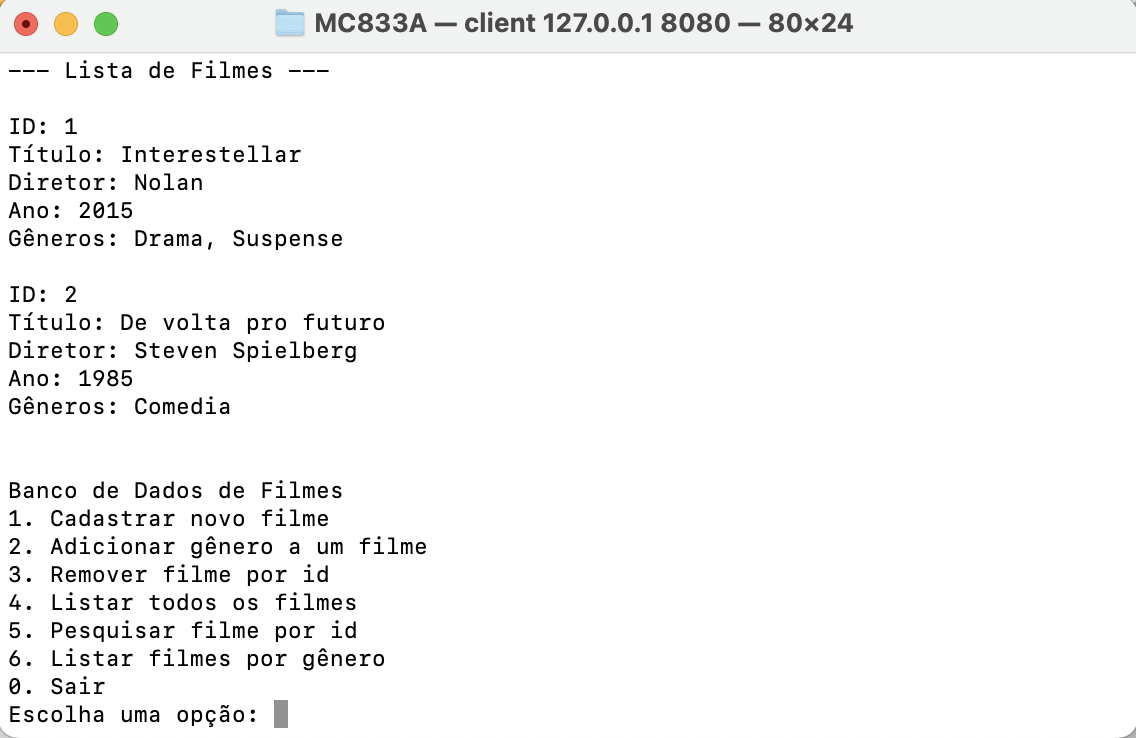 MC833A — client 127.0.0.1 8080 — 80×24
--- Lista de Filmes ---
ID: 1
Título: Interestellar
Diretor: Nolan
Ano: 2015
Gêneros: Drama, Suspense
ID: 2
Título: De volta pro futuro
Diretor: Steven Spielberg
Ano: 1985
Gêneros: Comedia
Banco de Dados de Filmes
1. Cadastrar novo filme
2. Adicionar gênero a um filme
3. Remover filme por id
4. Listar todos os filmes
5. Pesquisar filme por id
6. Listar filmes por gênero
0. Sair
Escolha uma opção: